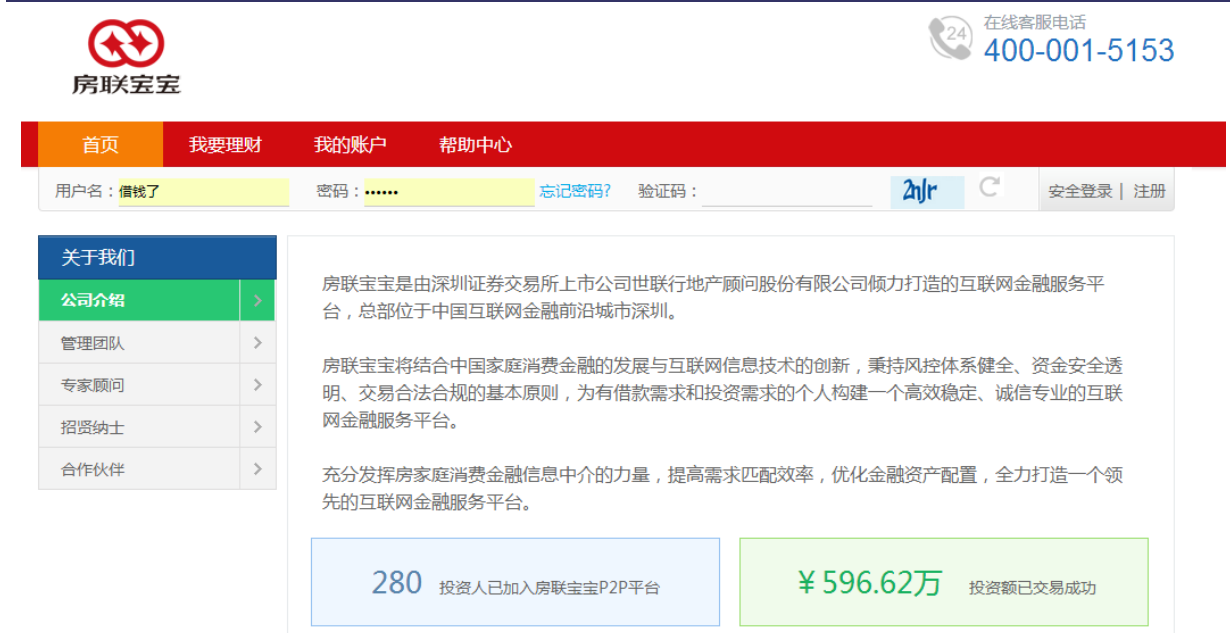 房联宝宝
24
在线客服电话
400-001-5153
首页 我要理财 我的账户 帮助中心
用户名：借钱了 密码：•••••• 忘记密码? 验证码： 2njr 安全登录 | 注册
关于我们
公司介绍
管理团队
专家顾问
招贤纳士
合作伙伴
房联宝宝是由深圳证券交易所上市公司世联行地产顾问股份有限公司倾力打造的互联网金融服务平
台，总部位于中国互联网金融前沿城市深圳。
房联宝宝将结合中国家庭消费金融的发展与互联网信息技术的创新，秉持风控体系健全、资金安全透
明、交易合法合规的基本原则，为有借款需求和投资需求的个人构建一个高效稳定、诚信专业的互联
网金融服务平台。
充分发挥房家庭消费金融信息中介的力量，提高需求匹配效率，优化金融资产配置，全力打造一个领
先的互联网金融服务平台。
280 投资人已加入房联宝宝P2P平台
¥596.62万 投资额已交易成功